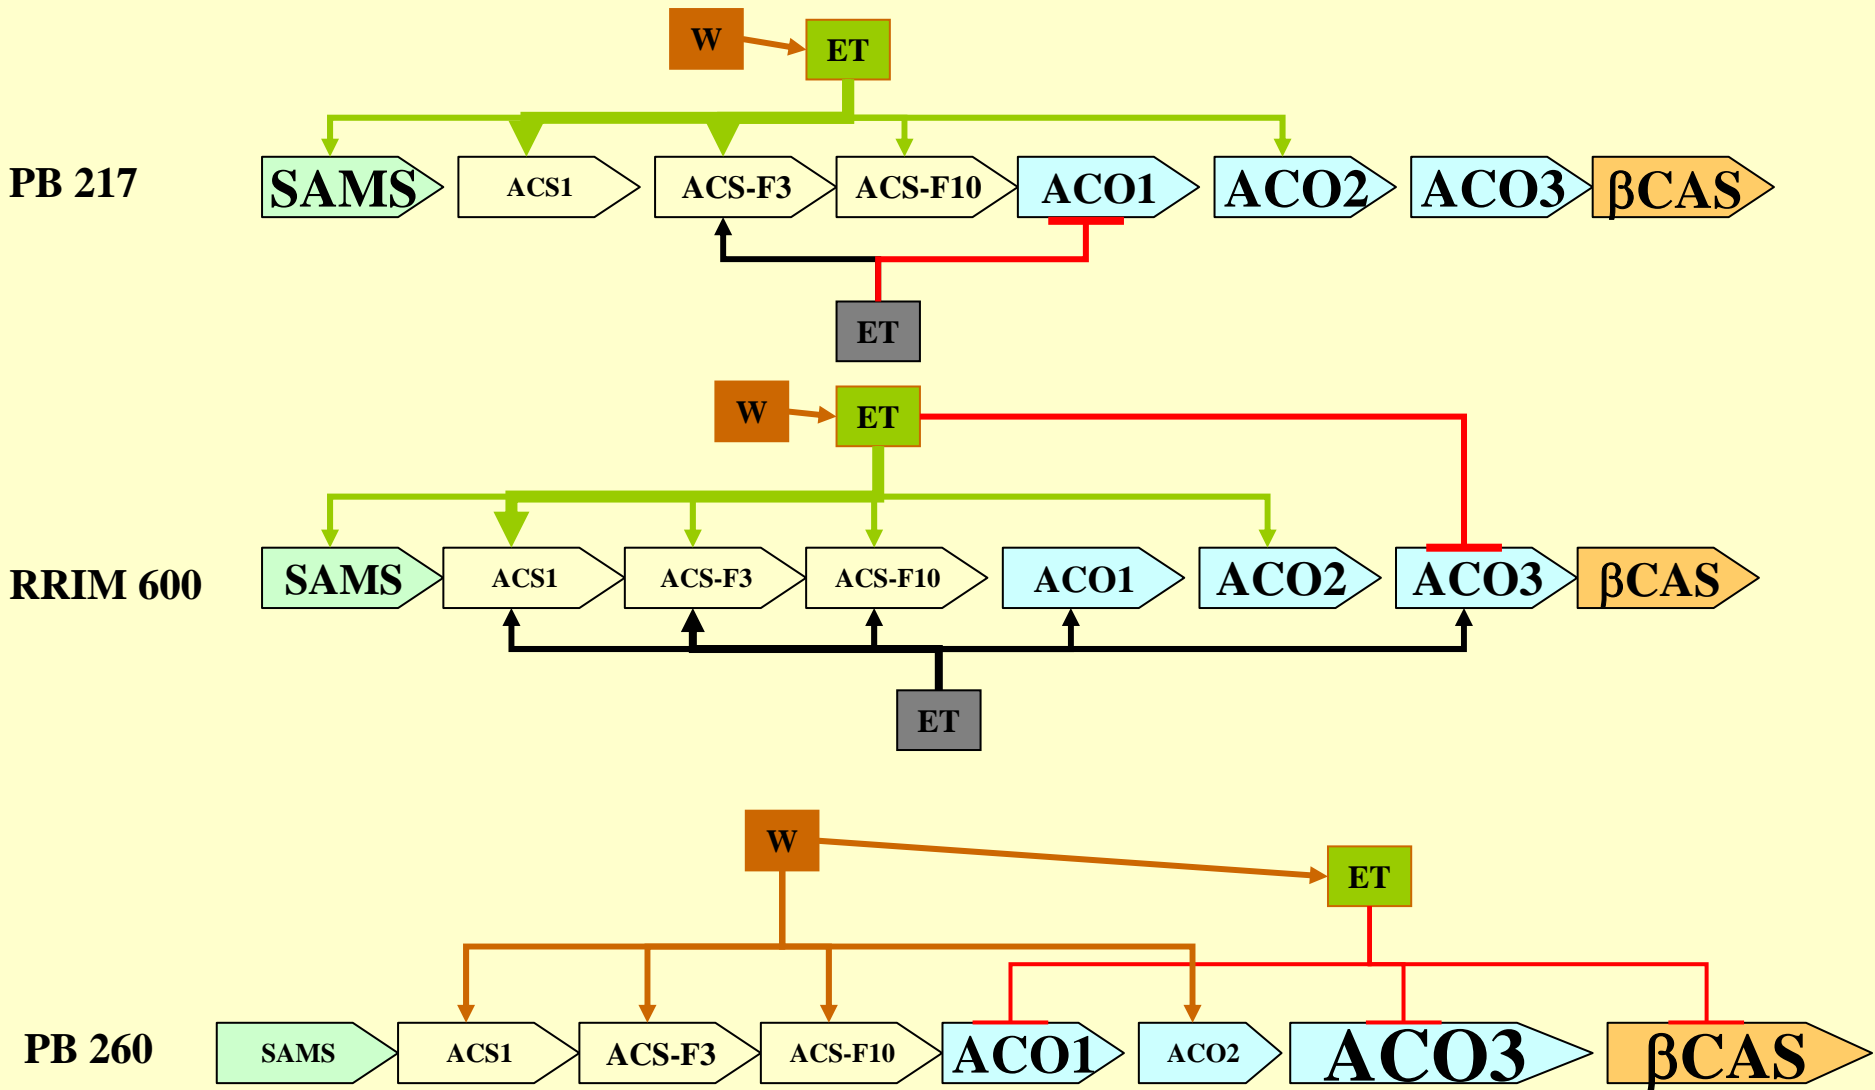 W ET
PB 217 SAMS ACS1 ACS-F3 ACS-F10 ACO1 ACO2 ACO3 βCAS
ET
W ET
RRIM 600 SAMS ACS1 ACS-F3 ACS-F10 ACO1 ACO2 ACO3 βCAS
ET
W ET
PB 260 SAMS ACS1 ACS-F3 ACS-F10 ACO1 ACO2 ACO3 βCAS